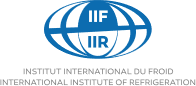 IIF
IIR
INSTITUT INTERNATIONAL DU FROID
INTERNATIONAL INSTITUTE OF REFRIGERATION